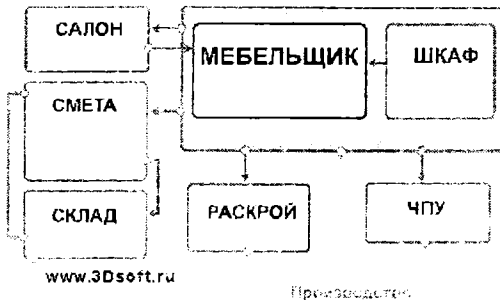 САЛОН
МЕБЕЛЬЩИК
ШКАФ
СМЕТА
СКЛАД
РАСКРОЙ
ЧПУ
www.3Dsoft.ru
Производство